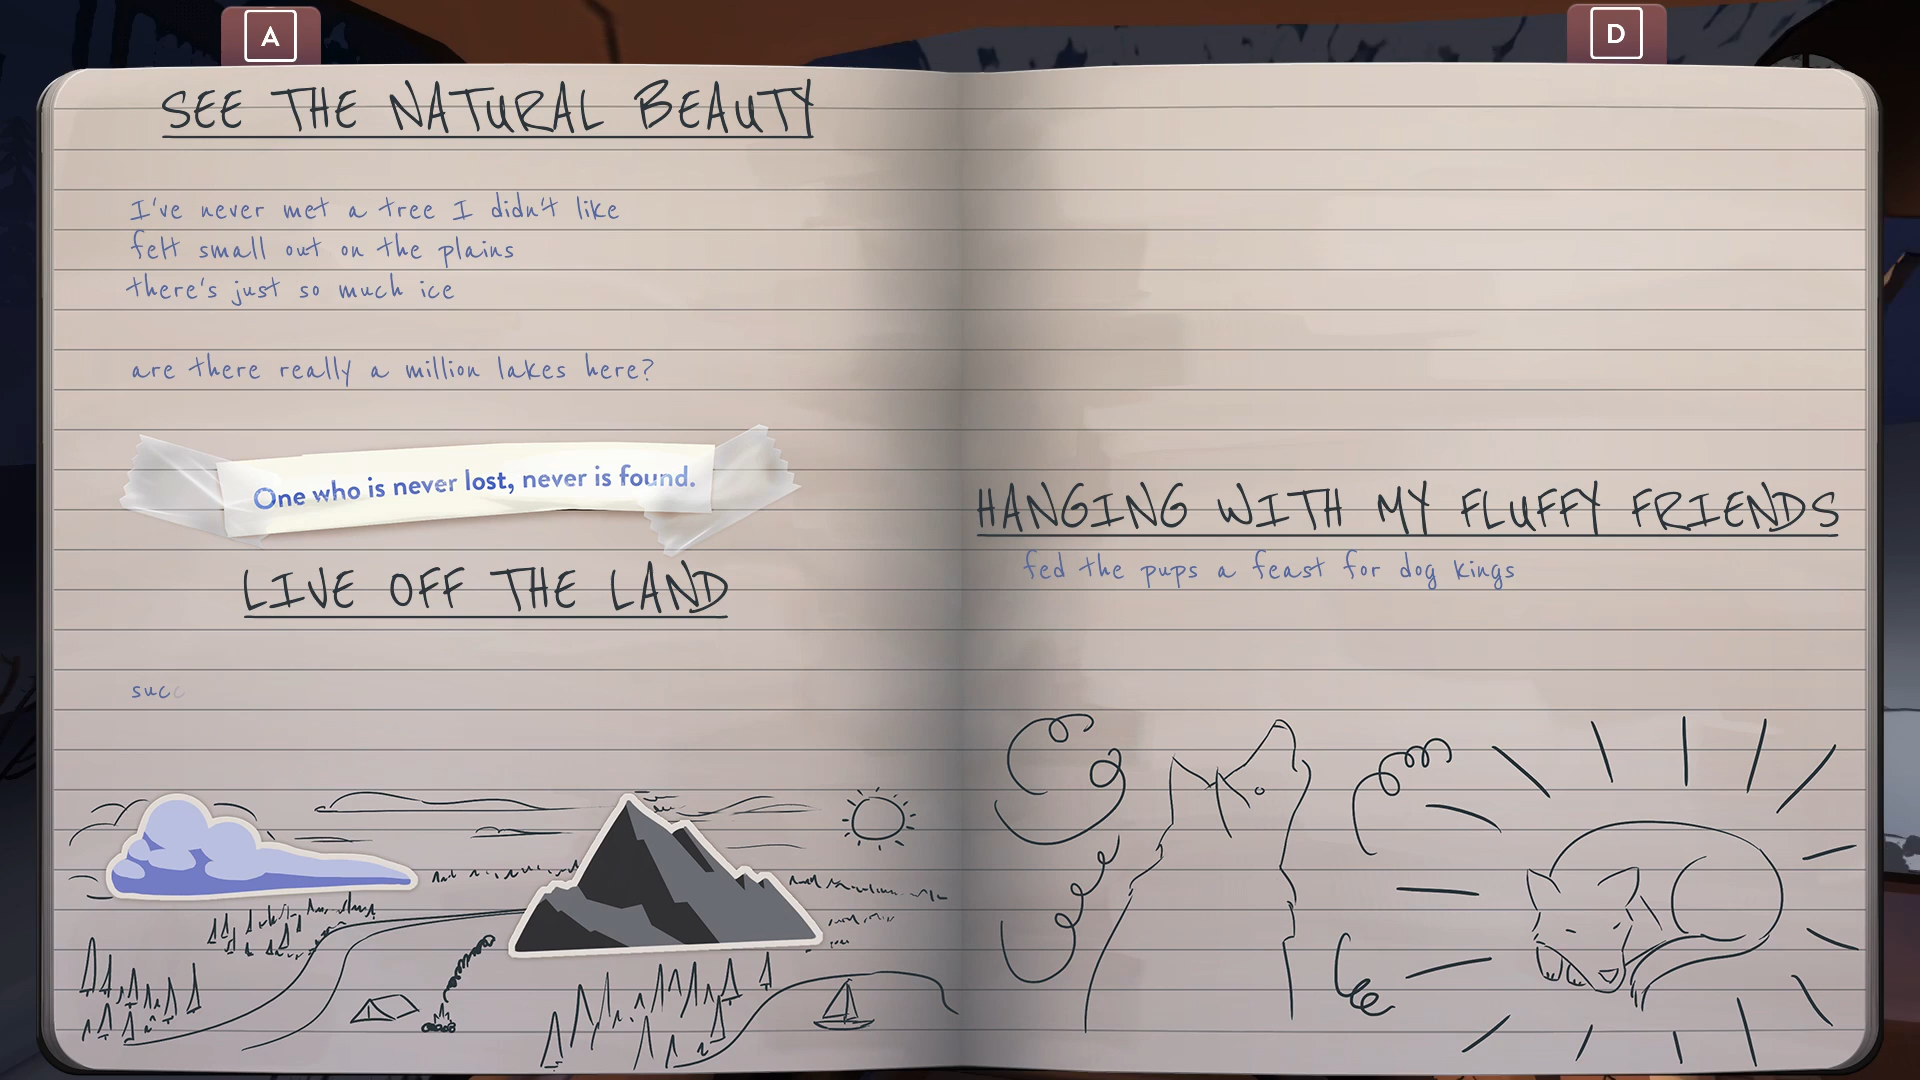 A
D
SEE THE NATURAL BEAUTY
I've never met a tree I didn't like
felt small out on the plains
there's just so much ice
are there really a million lakes here?
One who is never lost, never is found.
LIVE OFF THE LAND
succ
HANGING WITH MY FLUFFY FRIENDS
fed the pups a feast for dog kings